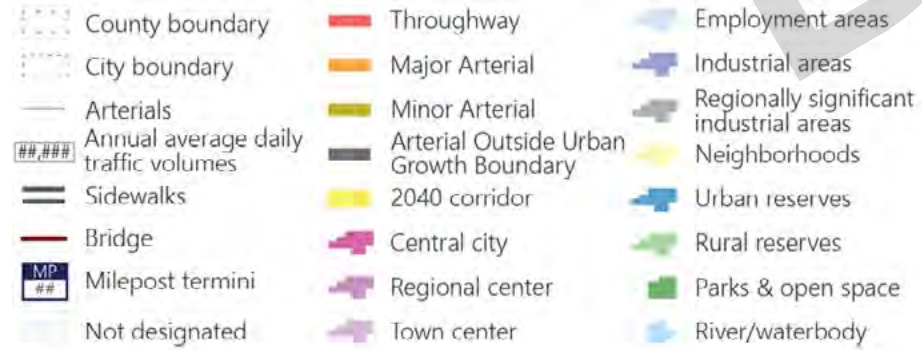 County boundary
City boundary
Arterials
##,###
Annual average daily
traffic volumes
Sidewalks
Bridge
MP
##
Milepost termini
Not designated
Throughway
Major Arterial
Minor Arterial
Arterial Outside Urban
Growth Boundary
2040 corridor
Central city
Regional center
Town center
Employment areas
Industrial areas
Regionally significant
industrial areas
Neighborhoods
Urban reserves
Rural reserves
Parks & open space
River/waterbody